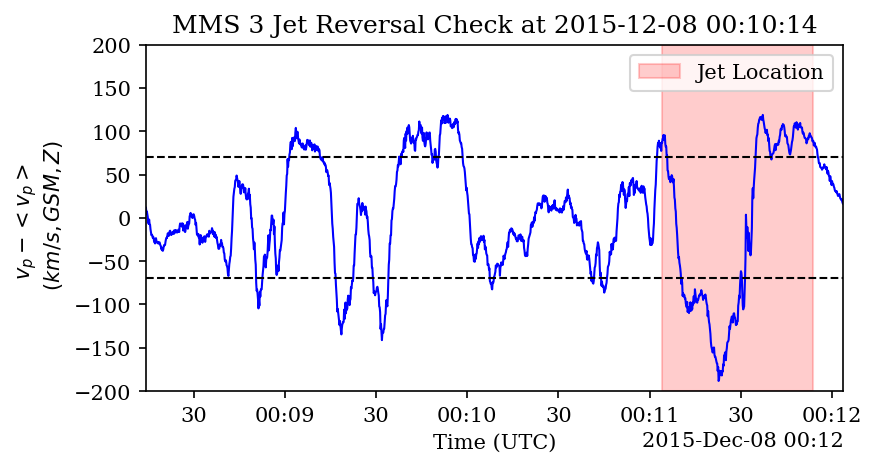 MMS 3 Jet Reversal Check at 2015-12-08 00:10:14
v_p − < v_p >
(km/s, GSM, Z)
200
150
100
50
0
−50
−100
−150
−200
Jet Location
30 00:09 30 00:10 30 00:11 30 00:12
Time (UTC)
2015-Dec-08 00:12